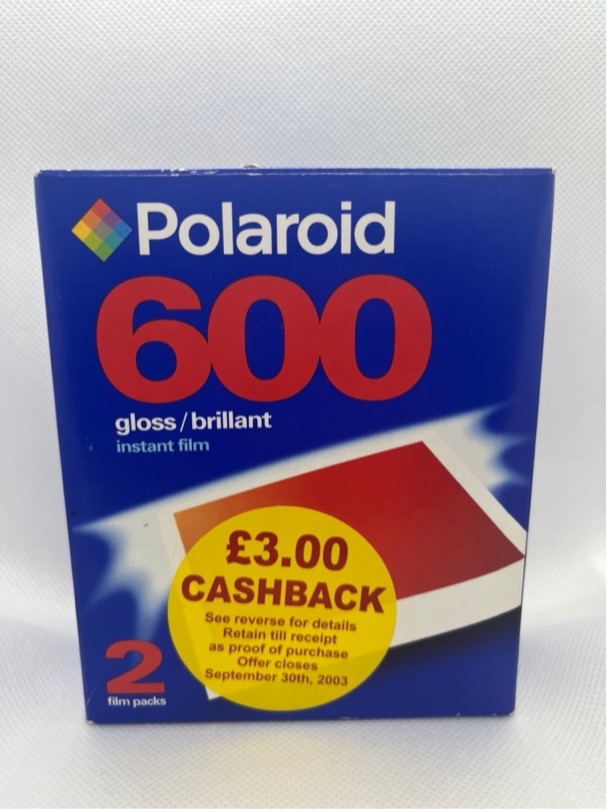 Polaroid
600
gloss/brillant
instant film
£3.00
CASHBACK
See reverse for details
Retain till receipt
as proof of purchase
Offer closes
September 30th, 2003
2
film packs